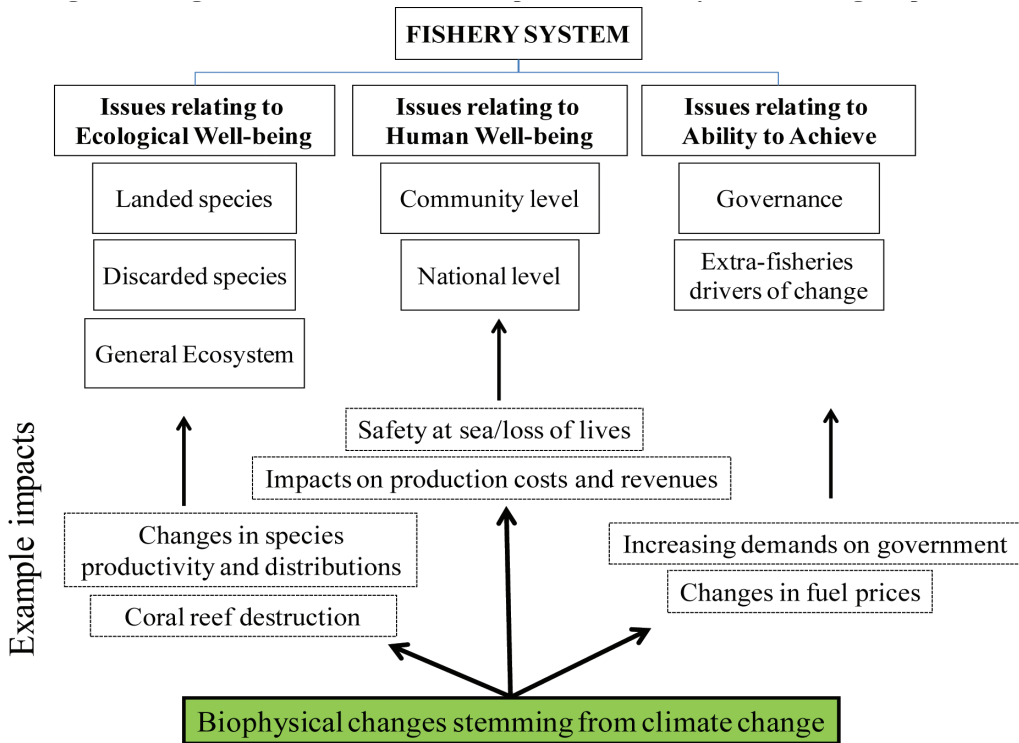 FISHERY SYSTEM
Issues relating to
Ecological Well-being
Issues relating to
Human Well-being
Issues relating to
Ability to Achieve
Landed species
Community level
Governance
Discarded species
National level
Extra-fisheries
drivers of change
General Ecosystem
Example impacts
Safety at sea/loss of lives
Impacts on production costs and revenues
Changes in species
productivity and distributions
Increasing demands on government
Coral reef destruction
Changes in fuel prices
Biophysical changes stemming from climate change